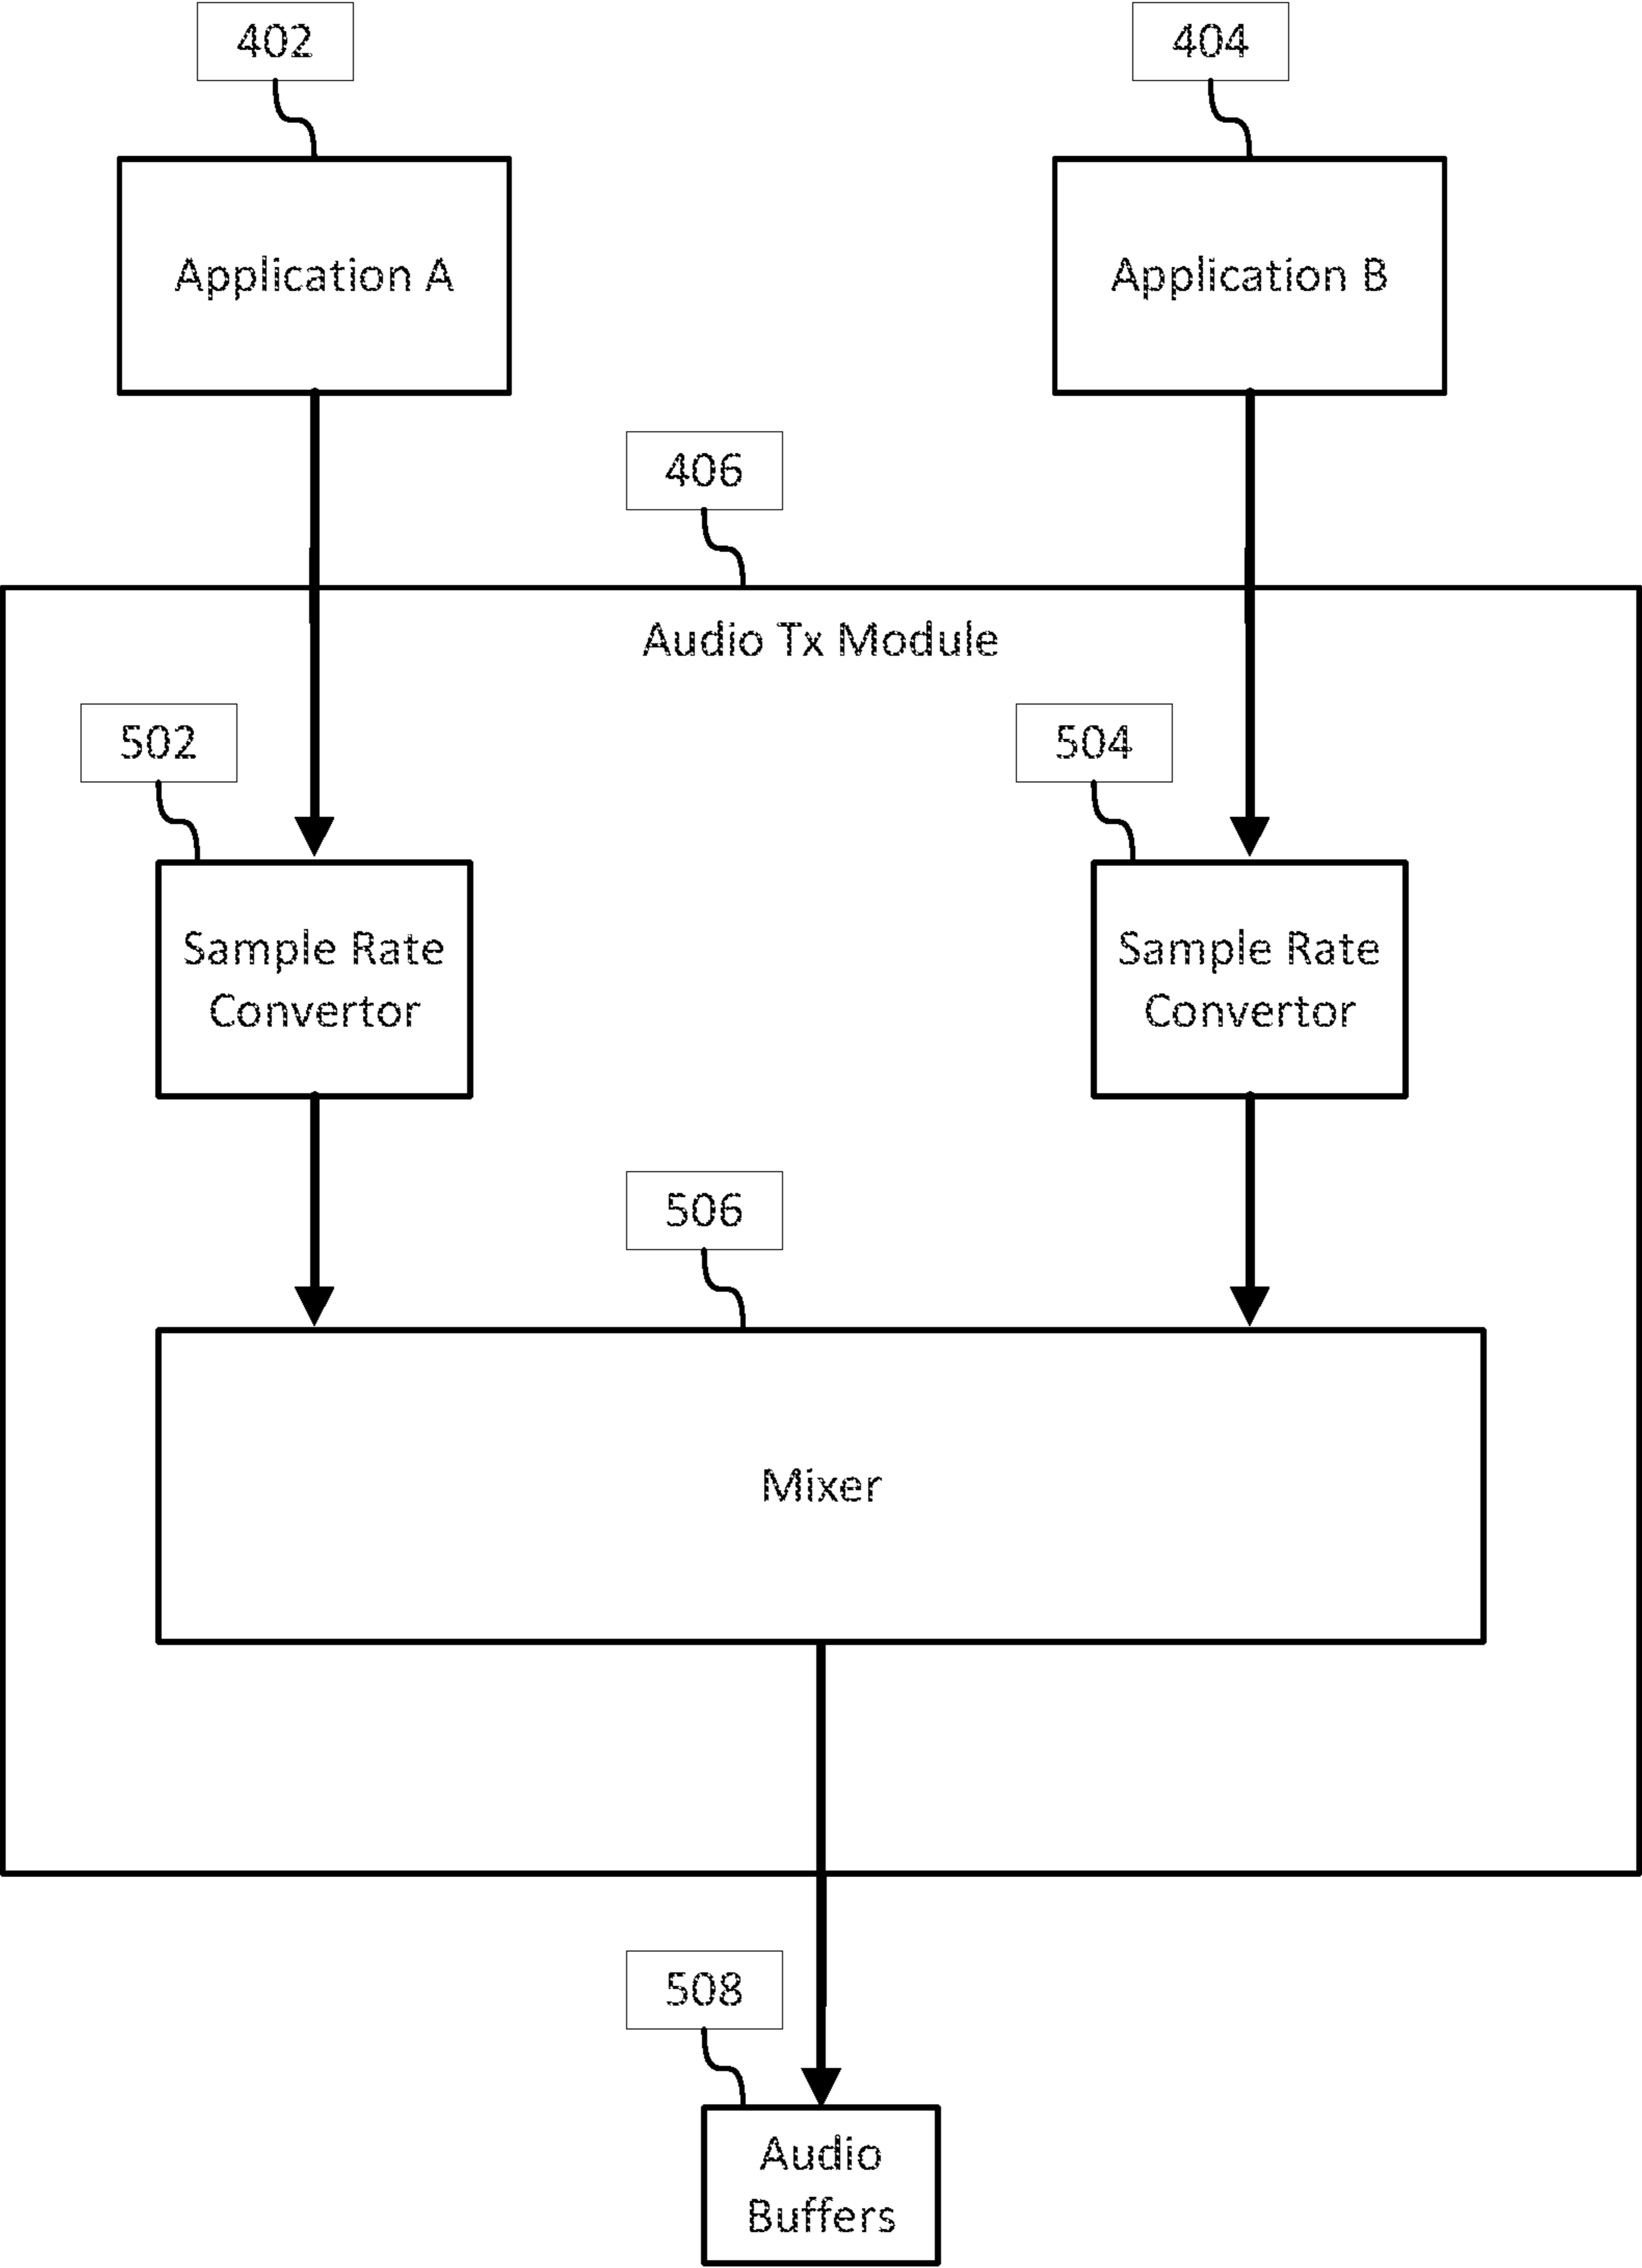 402
404
Application A
Application B
406
Audio Tx Module
502
504
Sample Rate
Convertor
Sample Rate
Convertor
506
Mixer
508
Audio
Buffers